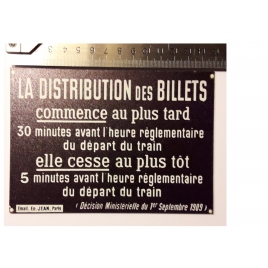 LA DISTRIBUTION DES BILLETS
commence au plus tard
30 minutes avant l'heure réglementaire
du départ du train
elle cesse au plus tôt
5 minutes avant l'heure réglementaire
du départ du train
( Décision Ministérielle du 1er Septembre 1909 )
Émail. Ed. JEAN, Paris